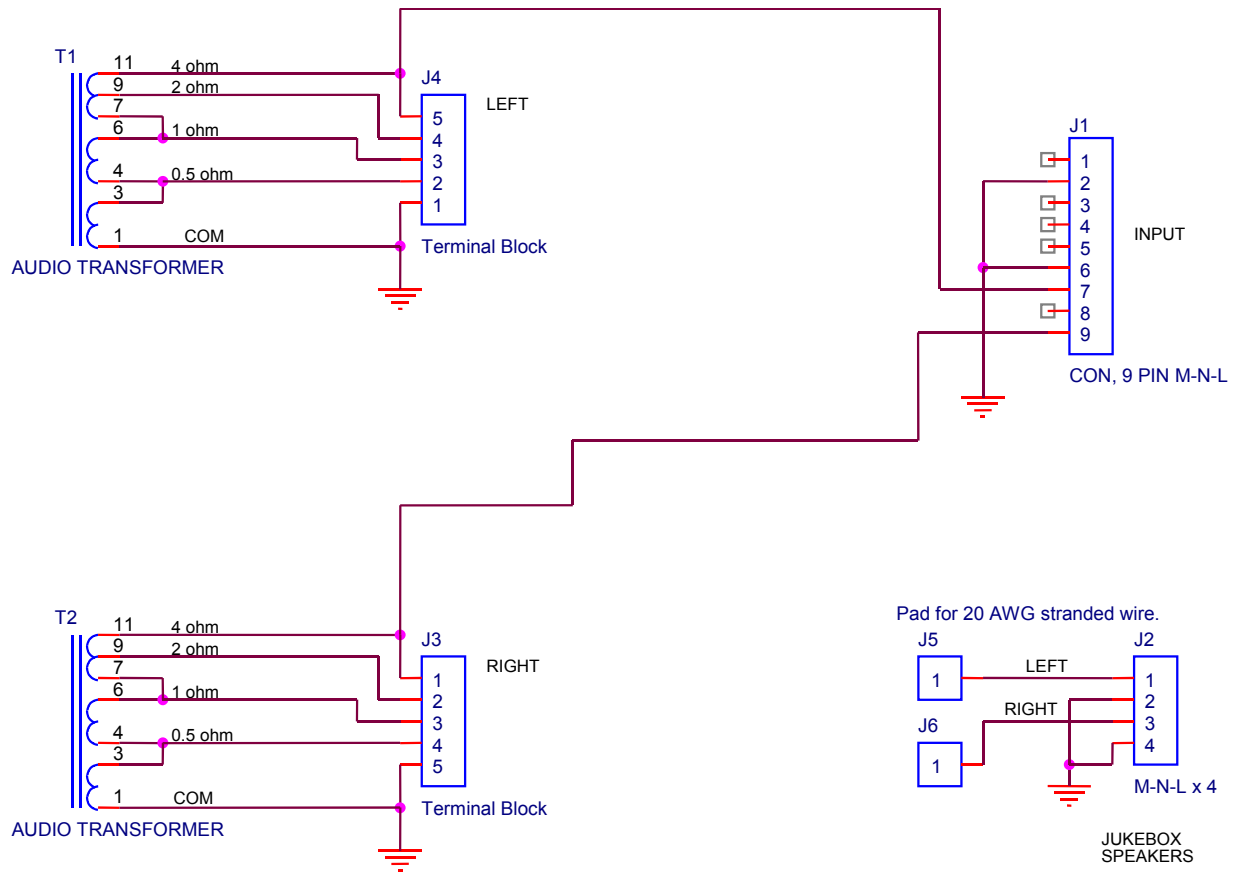 T1
11
4 ohm
9
2 ohm
7
6
1 ohm
4
0.5 ohm
3
1
COM
AUDIO TRANSFORMER
J4
LEFT
5
4
3
2
1
Terminal Block
J1
1
2
3
4
5
6
7
8
9
INPUT
CON, 9 PIN M-N-L
T2
11
4 ohm
9
2 ohm
7
6
1 ohm
4
0.5 ohm
3
1
COM
AUDIO TRANSFORMER
J3
RIGHT
1
2
3
4
5
Terminal Block
Pad for 20 AWG stranded wire.
J5
1
LEFT
J6
1
RIGHT
J2
1
2
3
4
M-N-L x 4
JUKEBOX
SPEAKERS